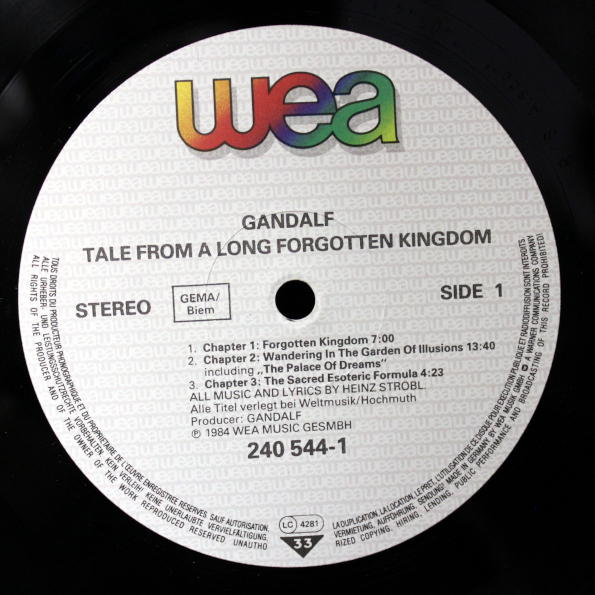 wea
GANDALF
TALE FROM A LONG FORGOTTEN KINGDOM
STEREO
GEMA/
Biem
SIDE 1
1. Chapter 1: Forgotten Kingdom 7:00
2. Chapter 2: Wandering In The Garden Of Illusions 13:40
including „The Palace Of Dreams"
3. Chapter 3: The Sacred Esoteric Formula 4:23
ALL MUSIC AND LYRICS BY HEINZ STROBL.
Alle Titel verlegt bei Weltmusik/Hochmuth
Producer: GANDALF
℗ 1984 WEA MUSIC GESMBH
240 544-1
LC 4281
33
TOUS DROITS DU PRODUCTEUR PHONOGRAPHIQUE ET DU PROPRIETAIRE DE L'ŒUVRE ENREGISTREE RESERVES. SAUF AUTORISATION, LA DUPLICATION, LA LOCATION, LE PRET, L'UTILISATION DE CE DISQUE POUR EXECUTION PUBLIQUE ET RADIODIFFUSION SONT INTERDITS
ALLE URHEBER- UND LEISTUNGSSCHUTZRECHTE VORBEHALTEN. KEIN VERLEIH! KEINE UNERLAUBTE VERVIELFÄLTIGUNG, VERMIETUNG, AUFFÜHRUNG, SENDUNG! MADE IN GERMANY BY WEA MUSIK GMBH A WARNER COMMUNICATIONS COMPANY
ALL RIGHTS OF THE PRODUCER AND OF THE OWNER OF THE WORK REPRODUCED RESERVED. UNAUTHORIZED COPYING, HIRING, LENDING, PUBLIC PERFORMANCE AND BROADCASTING OF THIS RECORD PROHIBITED!